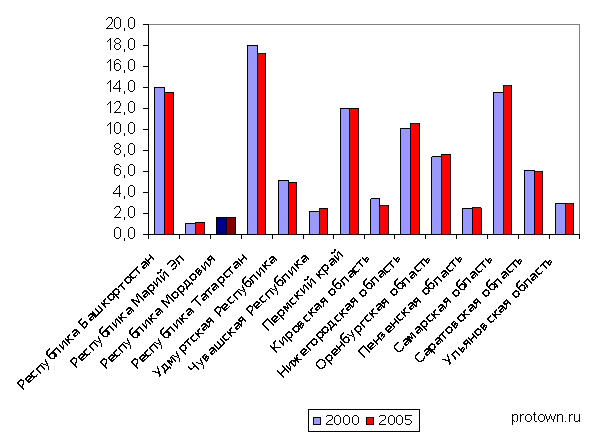 20,0
18,0
16,0
14,0
12,0
10,0
8,0
6,0
4,0
2,0
0,0
Республика Башкортостан
Республика Марий Эл
Республика Мордовия
Республика Татарстан
Удмуртская Республика
Чувашская Республика
Пермский край
Кировская область
Нижегородская область
Оренбургская область
Пензенская область
Самарская область
Саратовская область
Ульяновская область
2000 2005
protown.ru